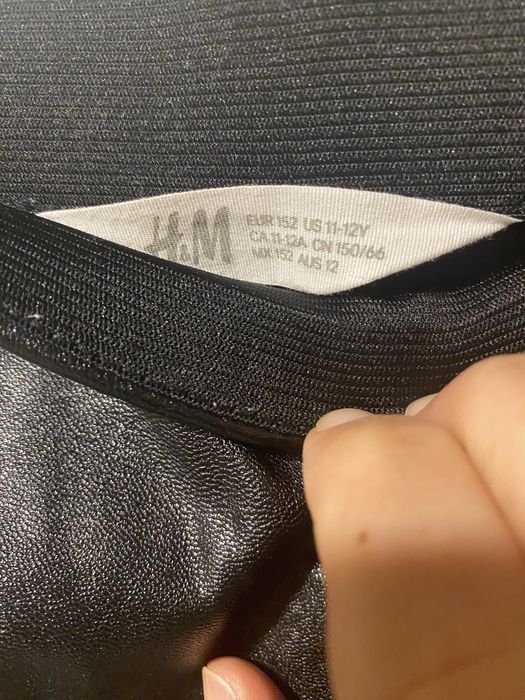 H&M
EUR 152 US 11-12Y
CA 11-12A CN 150/66
MX 152 AUS 12